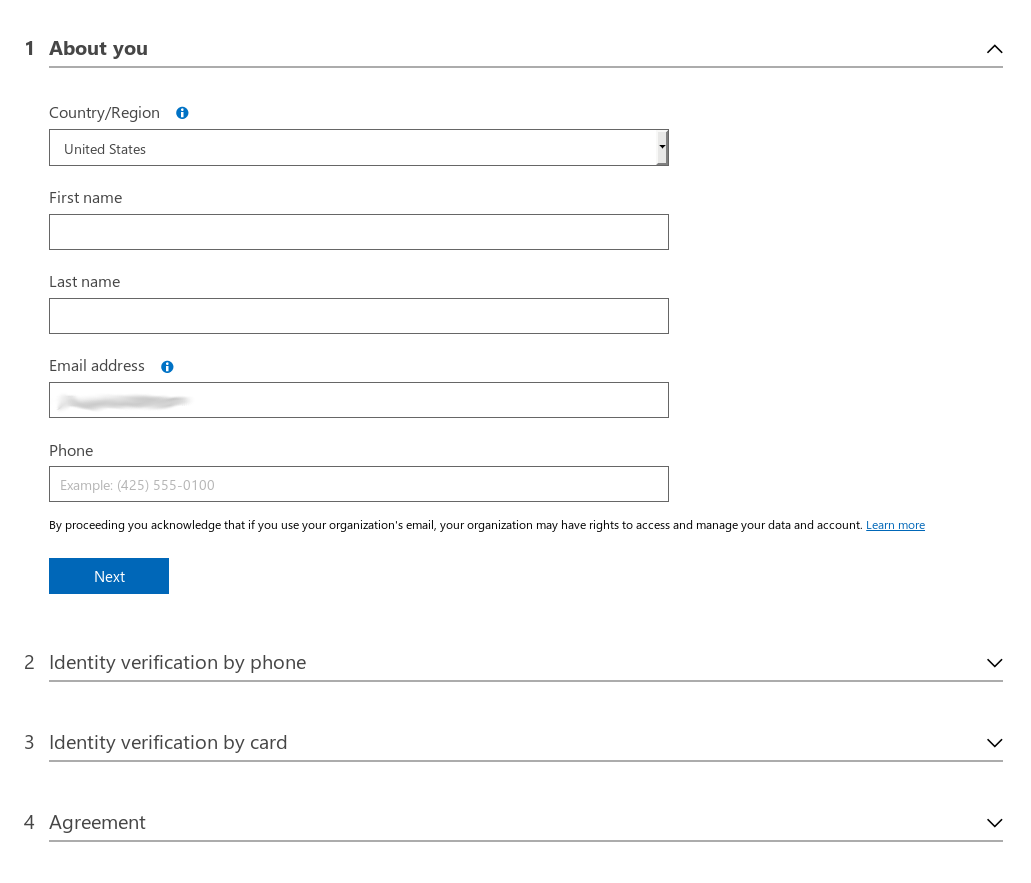 1 About you
Country/Region
United States
First name
Last name
Email address
Phone
Example: (425) 555-0100
By proceeding you acknowledge that if you use your organization's email, your organization may have rights to access and manage your data and account. Learn more
Next
2 Identity verification by phone
3 Identity verification by card
4 Agreement